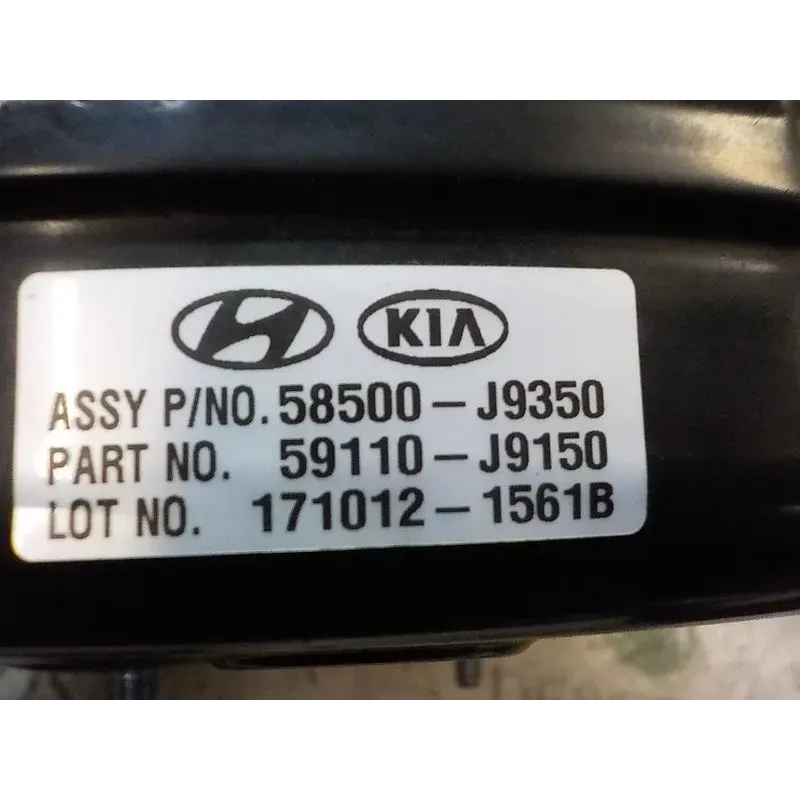 KIA
ASSY P/NO. 58500-J9350
PART NO. 59110-J9150
LOT NO. 171012-1561B